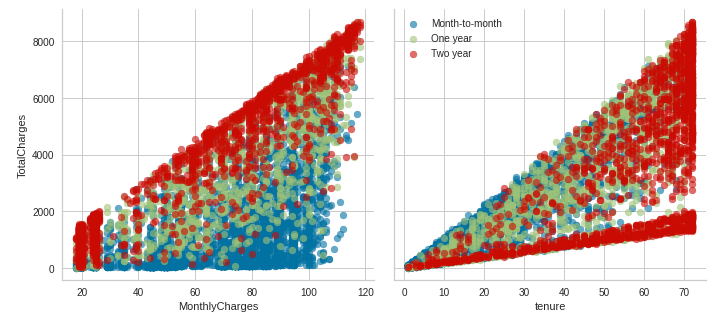 Month-to-month
One year
Two year
TotalCharges
8000
6000
4000
2000
0
20 40 60 80 100 120
0 10 20 30 40 50 60 70
MonthlyCharges
tenure